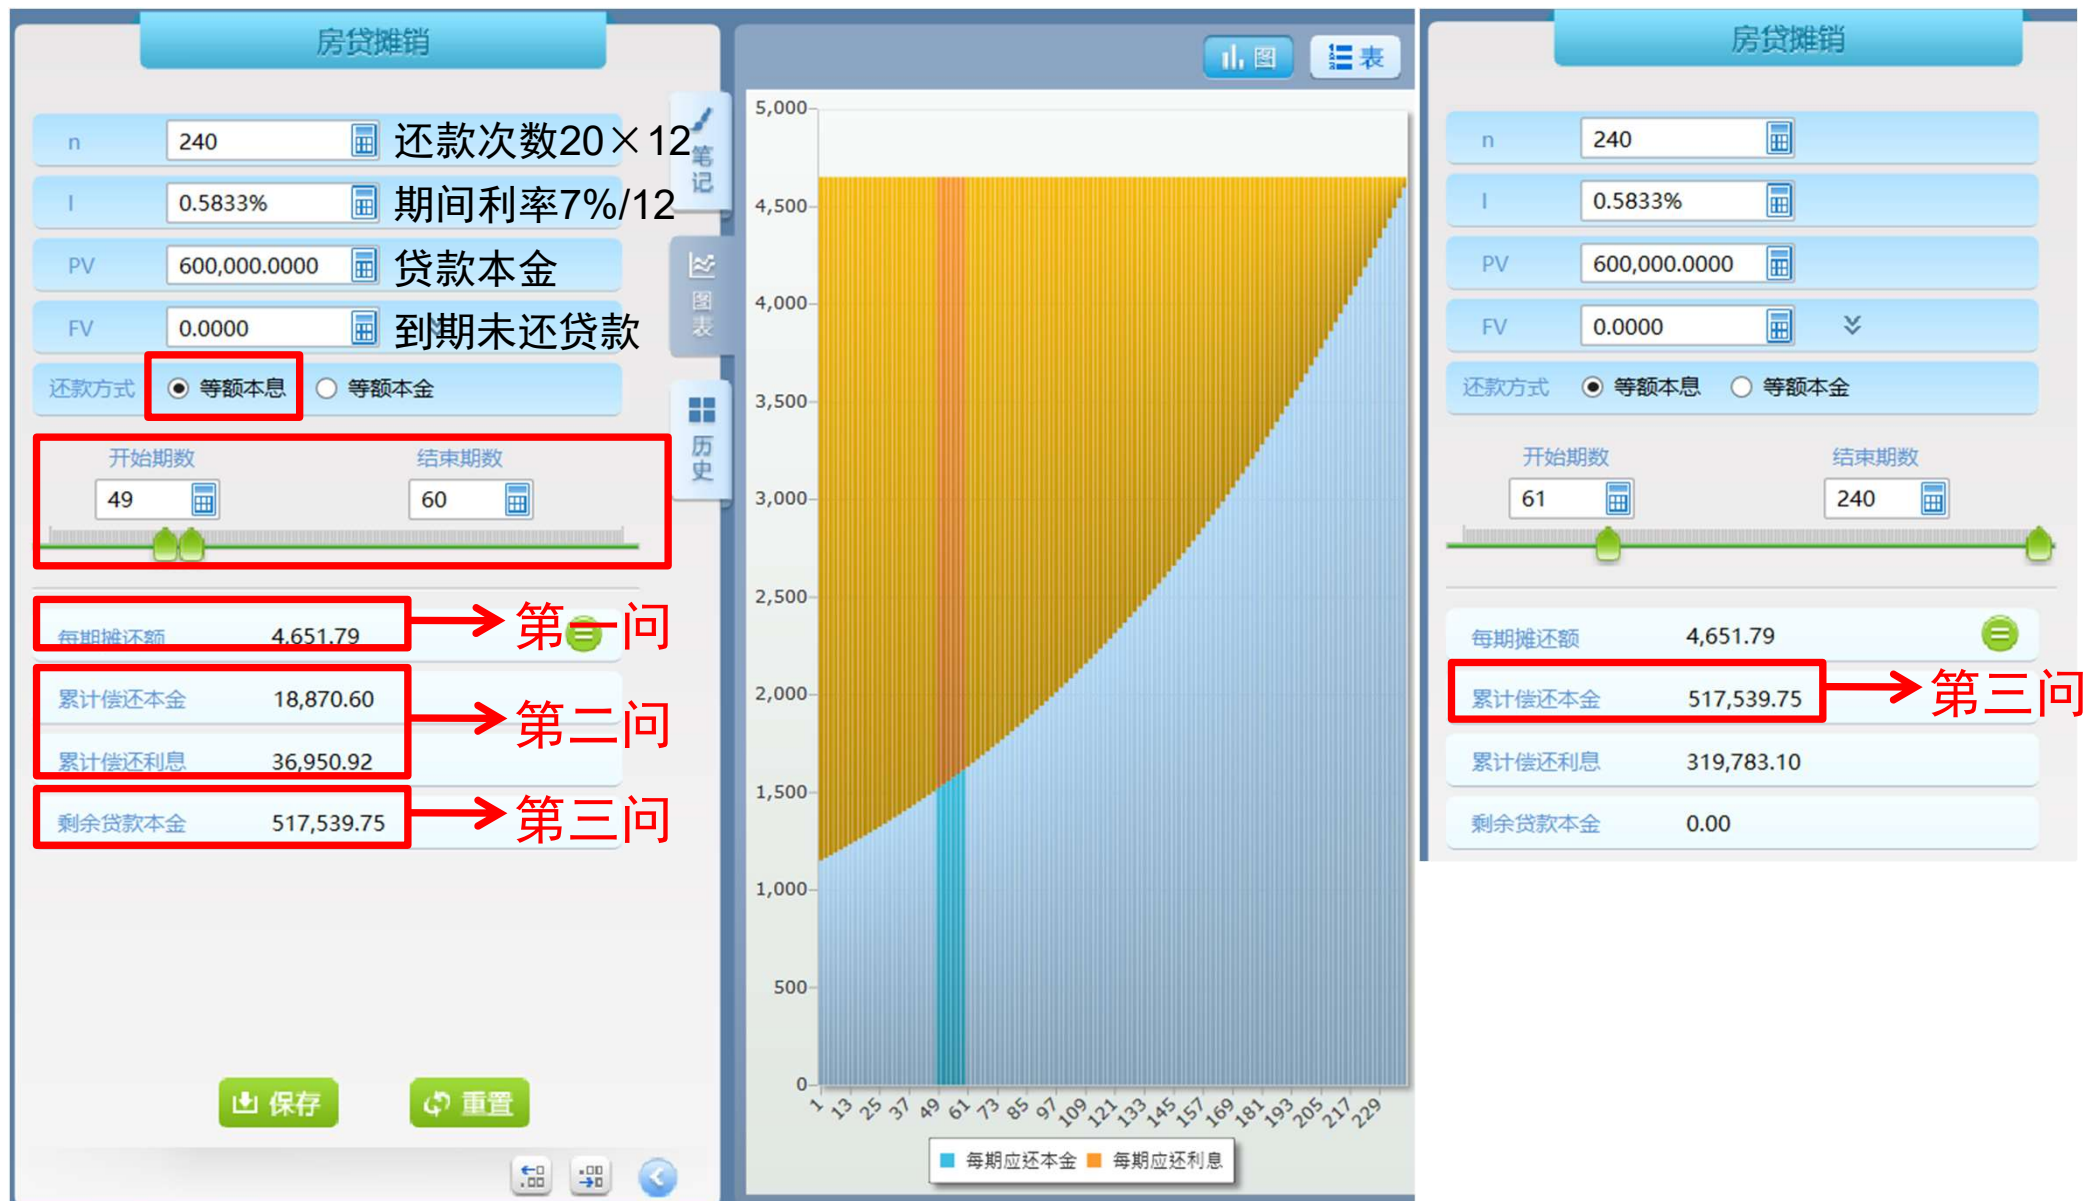 房贷摊销
n 240 还款次数20×12
I 0.5833% 期间利率7%/12
PV 600,000.0000 贷款本金
FV 0.0000 到期未还贷款
还款方式 等额本息 等额本金
开始期数 结束期数
49 60
每期摊还额 4,651.79 第一问
累计偿还本金 18,870.60
第二问
累计偿还利息 36,950.92
剩余贷款本金 517,539.75 第三问
保存 重置
笔记
图表
历史
图 表
5,000
4,500
4,000
3,500
3,000
2,500
2,000
1,500
1,000
500
0
1 13 25 37 49 61 73 85 97 109 121 133 145 157 169 181 193 205 217 229
每期应还本金 每期应还利息
房贷摊销
n 240
I 0.5833%
PV 600,000.0000
FV 0.0000
还款方式 等额本息 等额本金
开始期数 结束期数
61 240
每期摊还额 4,651.79
累计偿还本金 517,539.75 第三问
累计偿还利息 319,783.10
剩余贷款本金 0.00